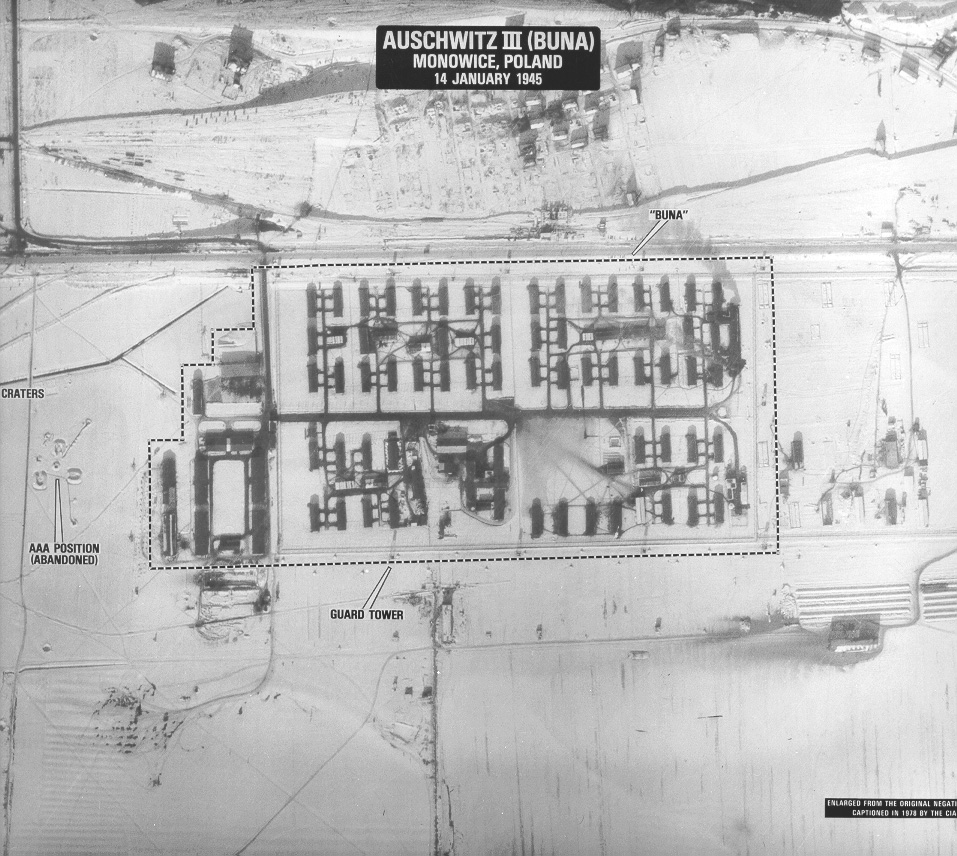 AUSCHWITZ III (BUNA)
MONOWICE, POLAND
14 JANUARY 1945
"BUNA"
CRATERS
AAA POSITION
(ABANDONED)
GUARD TOWER
ENLARGED FROM THE ORIGINAL NEGATI
CAPTIONED IN 1978 BY THE CIA